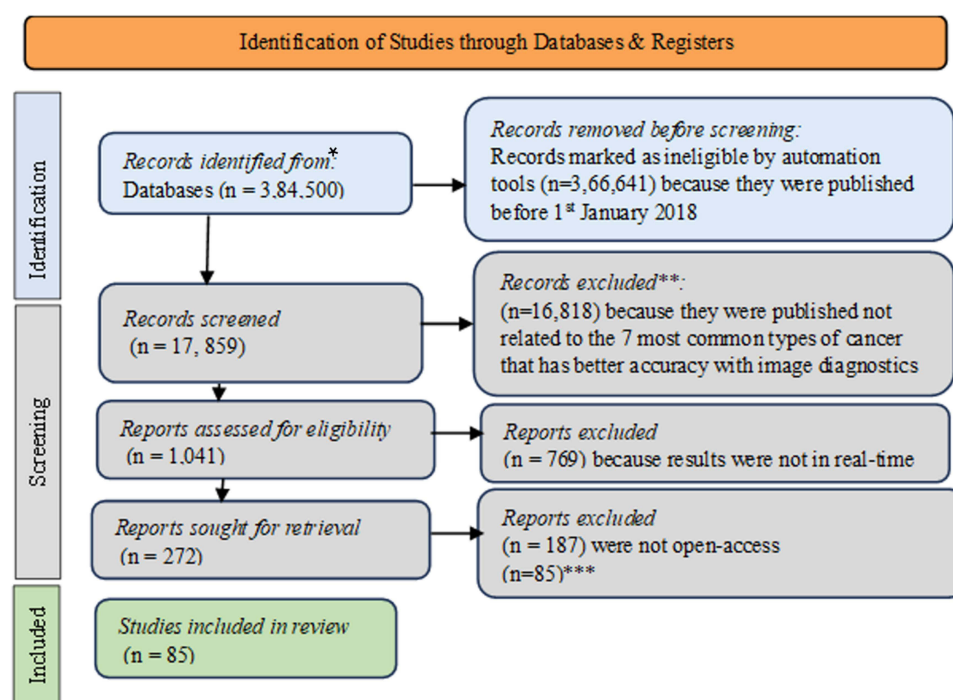 Identification of Studies through Databases & Registers
Identification
Records identified from:*
Databases (n = 3,84,500)
Records removed before screening:
Records marked as ineligible by automation
tools (n=3,66,641) because they were published
before 1st January 2018
Screening
Records screened
(n = 17, 859)
Records excluded**:
(n=16,818) because they were published not
related to the 7 most common types of cancer
that has better accuracy with image diagnostics
Reports assessed for eligibility
(n = 1,041)
Reports excluded
(n = 769) because results were not in real-time
Reports sought for retrieval
(n = 272)
Reports excluded
(n = 187) were not open-access
(n=85)***
Included
Studies included in review
(n = 85)